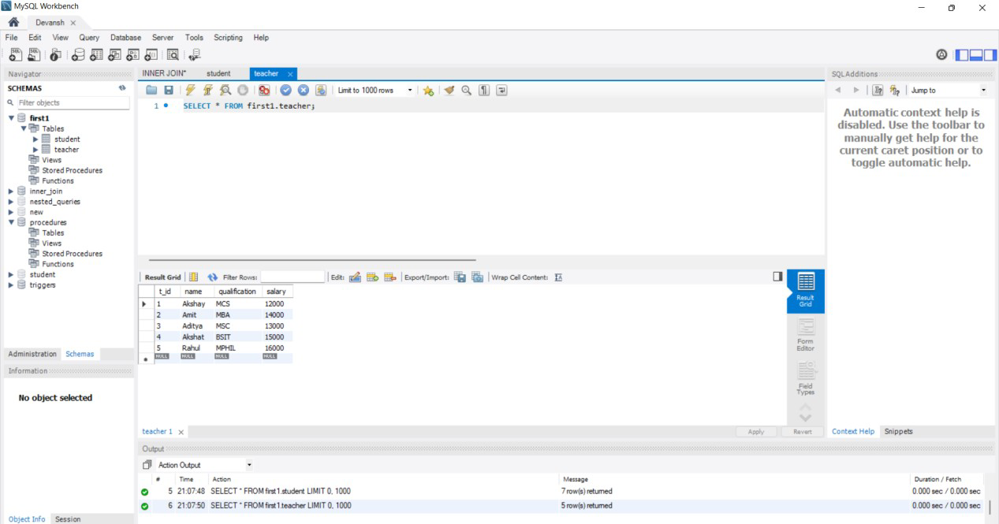 MySQL Workbench
Devansh
File Edit View Query Database Server Tools Scripting Help
Navigator
SCHEMAS
Filter objects
first1
Tables
student
teacher
Views
Stored Procedures
Functions
inner_join
nested_queries
new
procedures
Tables
Views
Stored Procedures
Functions
student
triggers
Administration Schemas
Information
No object selected
Object Info Session
INNER JOIN* student teacher
Limit to 1000 rows
1 SELECT * FROM first1.teacher;
Result Grid Filter Rows: Edit: Export/Import: Wrap Cell Content:
t_id name qualification salary
1 Akshay MCS 12000
2 Amit MBA 14000
3 Aditya MSC 13000
4 Akshat BSIT 15000
5 Rahul MPHIL 16000
NULL NULL NULL NULL
Result Grid
Form Editor
Field Types
teacher 1 Apply Revert
Output
Action Output
# Time Action Message Duration / Fetch
5 21:07:48 SELECT * FROM first1.student LIMIT 0, 1000 7 row(s) returned 0.000 sec / 0.000 sec
6 21:07:50 SELECT * FROM first1.teacher LIMIT 0, 1000 5 row(s) returned 0.000 sec / 0.000 sec
SQLAdditions
Jump to
Automatic context help is
disabled. Use the toolbar to
manually get help for the
current caret position or to
toggle automatic help.
Context Help Snippets